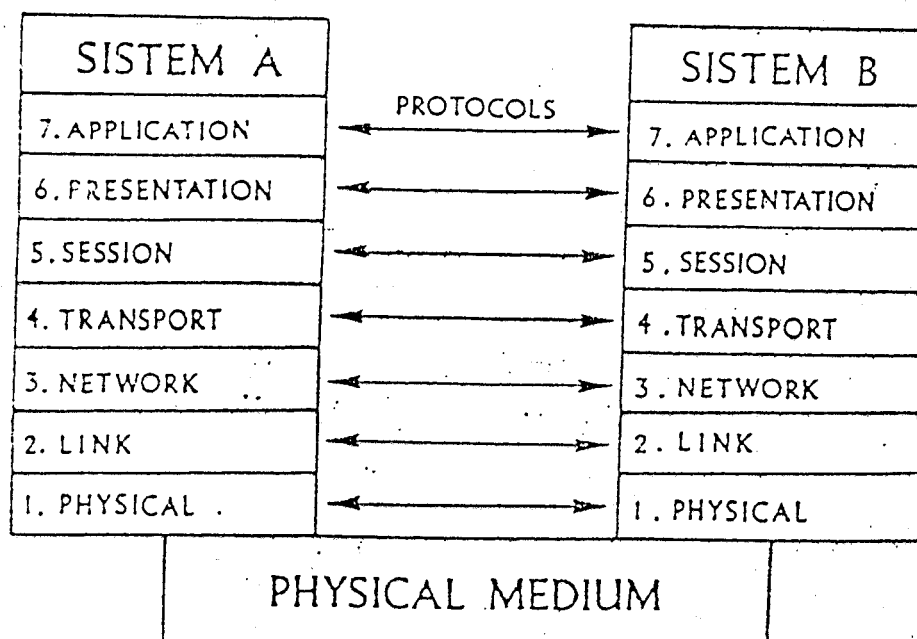 SISTEM A
7. APPLICATION
6. PRESENTATION
5. SESSION
4. TRANSPORT
3. NETWORK
2. LINK
1. PHYSICAL
PROTOCOLS
SISTEM B
7. APPLICATION
6. PRESENTATION
5. SESSION
4. TRANSPORT
3. NETWORK
2. LINK
1. PHYSICAL
PHYSICAL MEDIUM